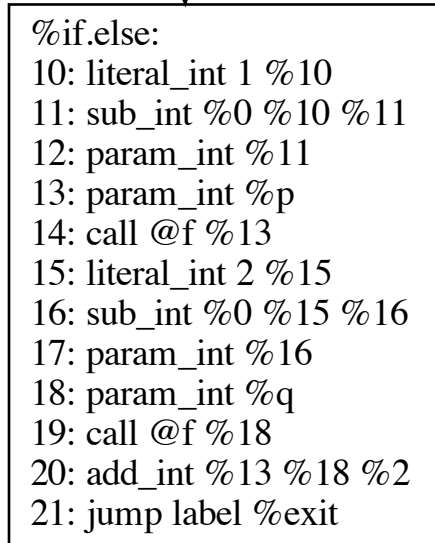 %if.else:
10: literal_int 1 %10
11: sub_int %0 %10 %11
12: param_int %11
13: param_int %p
14: call @f %13
15: literal_int 2 %15
16: sub_int %0 %15 %16
17: param_int %16
18: param_int %q
19: call @f %18
20: add_int %13 %18 %2
21: jump label %exit